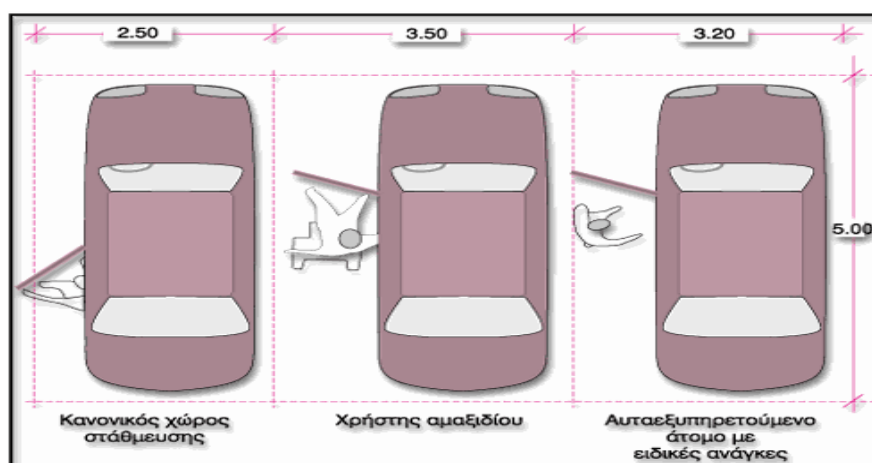 2.50 3.50 3.20
5.00
Κανονικός χώρος
στάθμευσης
Χρήστης αμαξιδίου
Αυταεξυπηρετούμενο
άτομο με
ειδικές ανάγκες